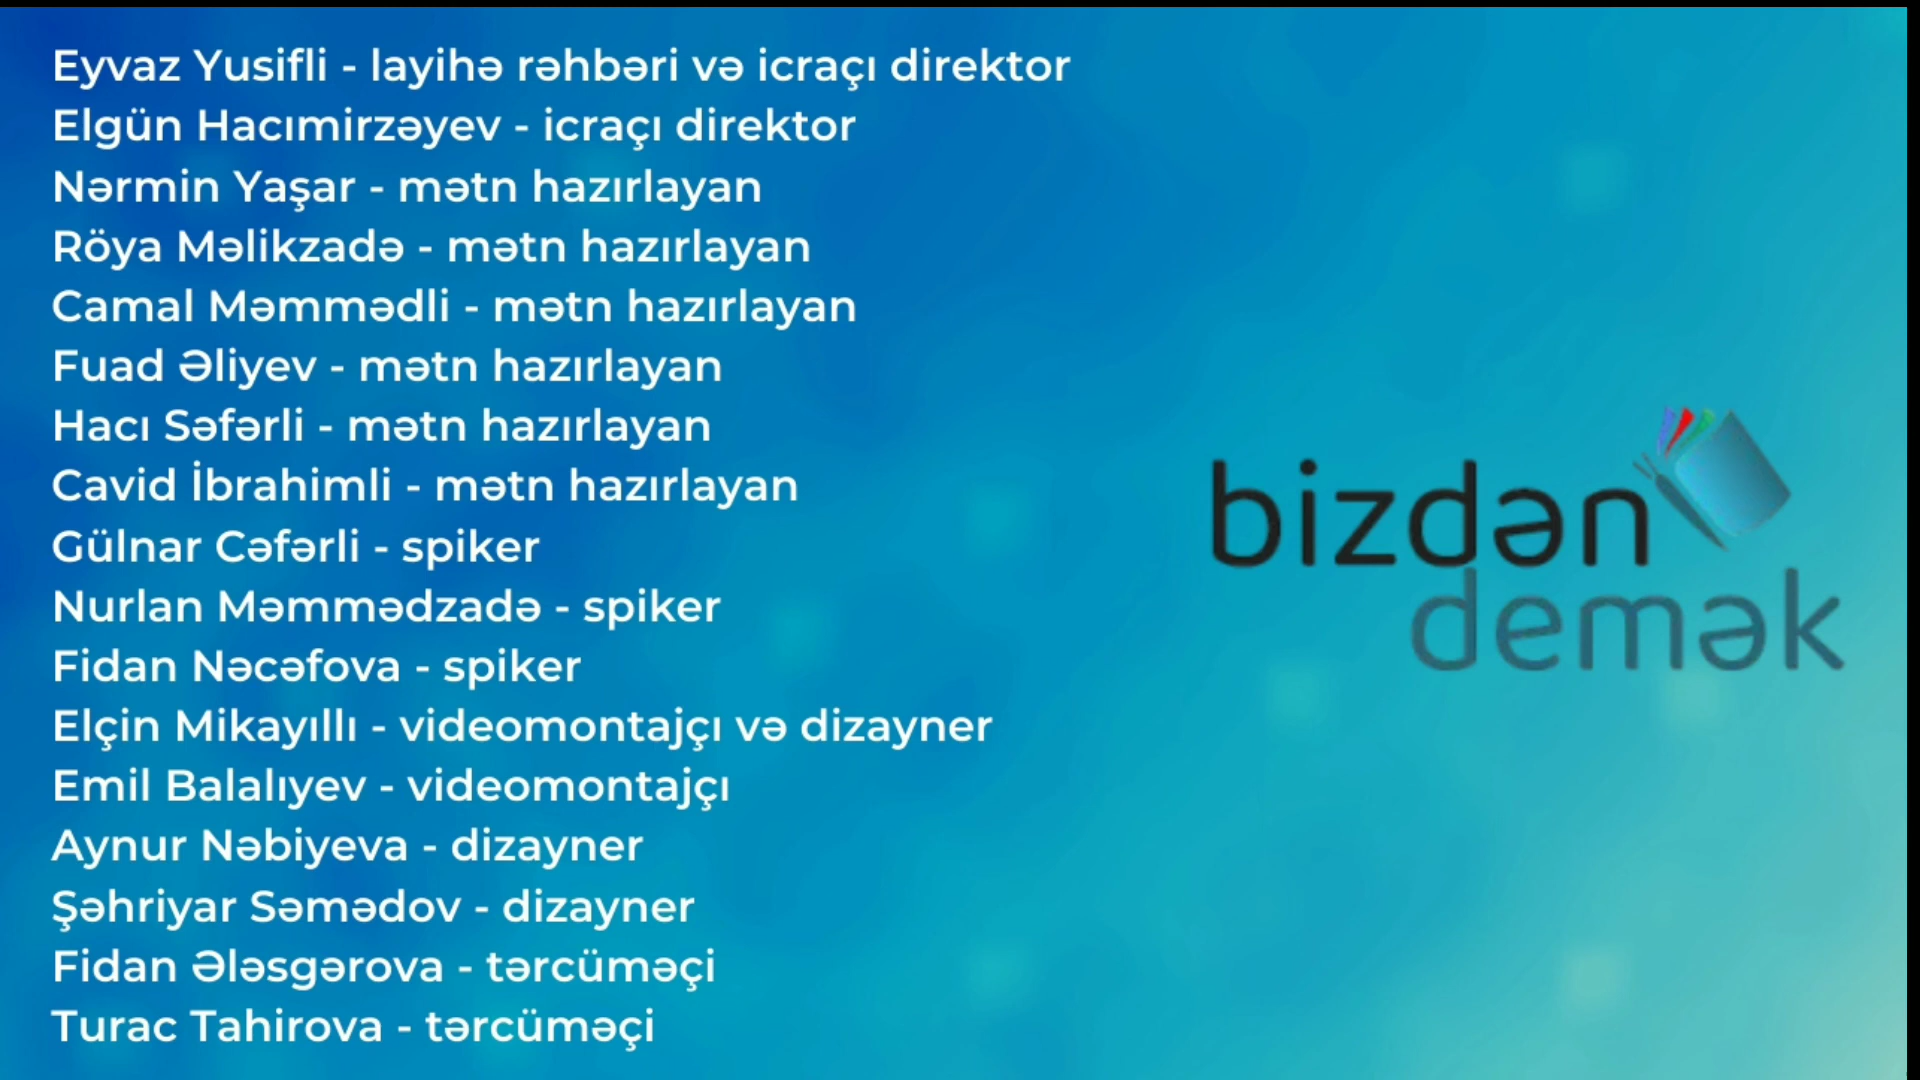 Eyvaz Yusifli - layihə rəhbəri və icraçı direktor
Elgün Hacımirzəyev - icraçı direktor
Nərmin Yaşar - mətn hazırlayan
Röya Məlikzadə - mətn hazırlayan
Camal Məmmədli - mətn hazırlayan
Fuad Əliyev - mətn hazırlayan
Hacı Səfərli - mətn hazırlayan
Cavid İbrahimli - mətn hazırlayan
Gülnar Cəfərli - spiker
Nurlan Məmmədzadə - spiker
Fidan Nəcəfova - spiker
Elçin Mikayıllı - videomontajçı və dizayner
Emil Balalıyev - videomontajçı
Aynur Nəbiyeva - dizayner
Şəhriyar Səmədov - dizayner
Fidan Ələsgərova - tərcüməçi
Turac Tahirova - tərcüməçi
bizdən
demək